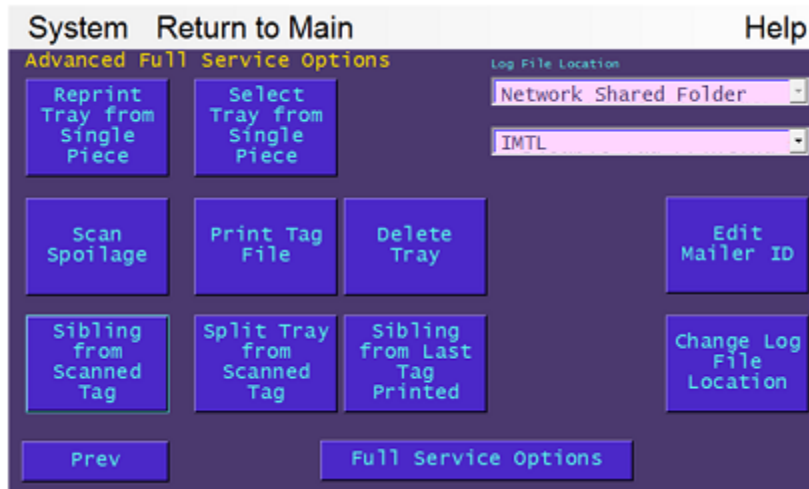 System Return to Main Help
Advanced Full Service Options
Log File Location
Reprint
Tray from
Single
Piece
Select
Tray from
Single
Piece
Network Shared Folder
IMTL
Scan
Spoilage
Print Tag
File
Delete
Tray
Edit
Mailer ID
Sibling
from
Scanned
Tag
Split Tray
from
Scanned
Tag
Sibling
from Last
Tag
Printed
Change Log
File
Location
Prev
Full Service Options